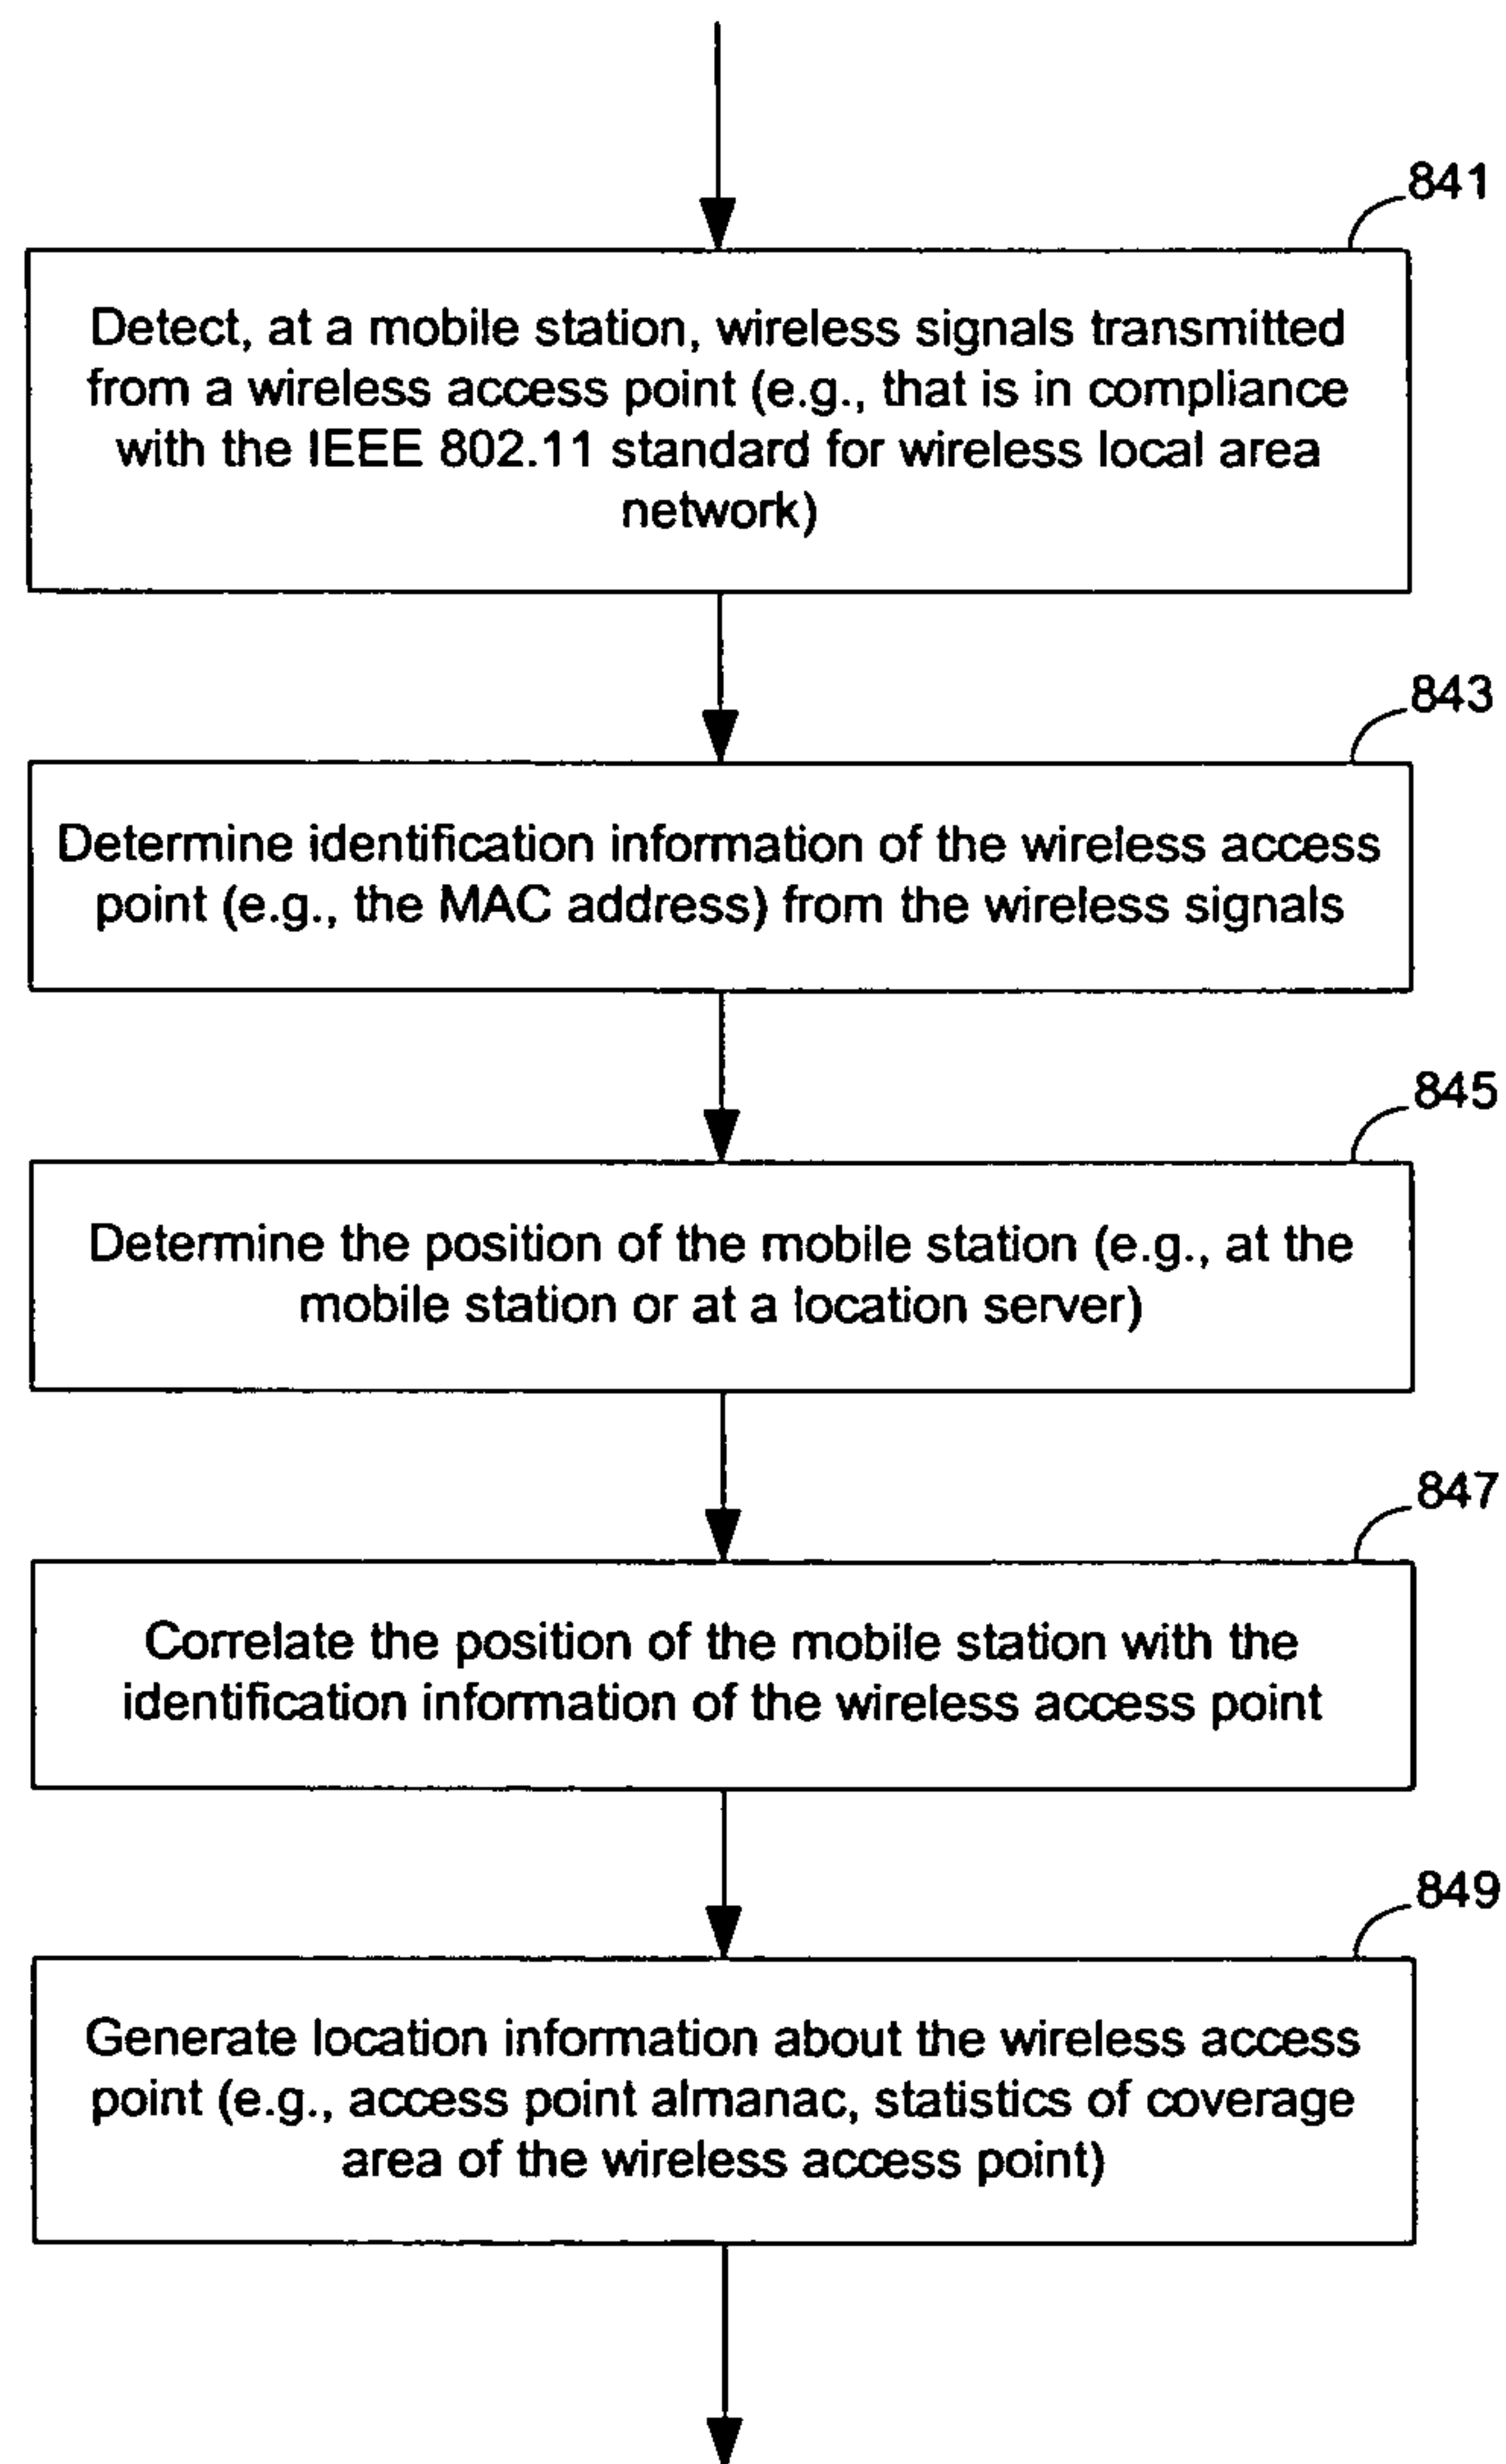 841
Detect, at a mobile station, wireless signals transmitted
from a wireless access point (e.g., that is in compliance
with the IEEE 802.11 standard for wireless local area
network)
843
Determine identification information of the wireless access
point (e.g., the MAC address) from the wireless signals
845
Determine the position of the mobile station (e.g., at the
mobile station or at a location server)
847
Correlate the position of the mobile station with the
identification information of the wireless access point
849
Generate location information about the wireless access
point (e.g., access point almanac, statistics of coverage
area of the wireless access point)